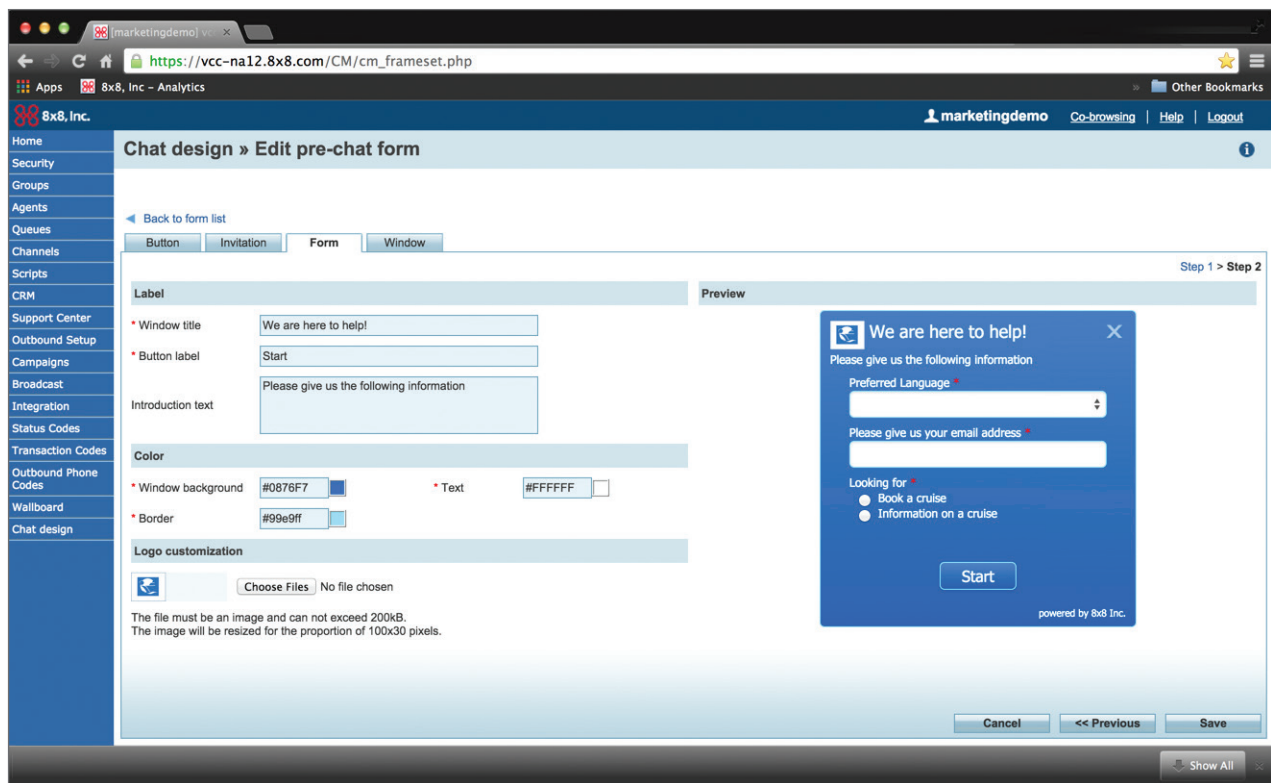 [marketingdemo] vc
https://vcc-na12.8x8.com/CM/cm_frameset.php
Apps 8x8, Inc – Analytics » Other Bookmarks
8x8, Inc. marketingdemo Co-browsing | Help | Logout
Home
Security
Groups
Agents
Queues
Channels
Scripts
CRM
Support Center
Outbound Setup
Campaigns
Broadcast
Integration
Status Codes
Transaction Codes
Outbound Phone
Codes
Wallboard
Chat design
Chat design » Edit pre-chat form
Back to form list
Button Invitation Form Window
Step 1 > Step 2
Label
* Window title We are here to help!
* Button label Start
Introduction text Please give us the following information
Color
* Window background #0876F7 * Text #FFFFFF
* Border #99e9ff
Logo customization
Choose Files No file chosen
The file must be an image and can not exceed 200kB.
The image will be resized for the proportion of 100x30 pixels.
Preview
We are here to help!
Please give us the following information
Preferred Language *
Please give us your email address *
Looking for *
Book a cruise
Information on a cruise
Start
powered by 8x8 Inc.
Cancel << Previous Save
Show All